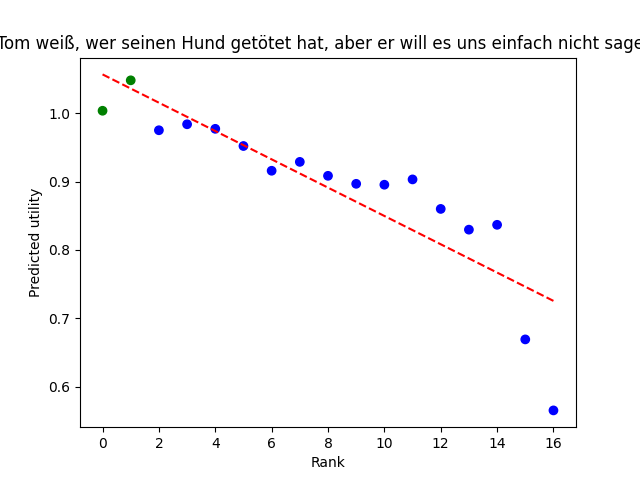 Tom weiß, wer seinen Hund getötet hat, aber er will es uns einfach nicht sage
Predicted utility
1.0
0.9
0.8
0.7
0.6
0 2 4 6 8 10 12 14 16
Rank